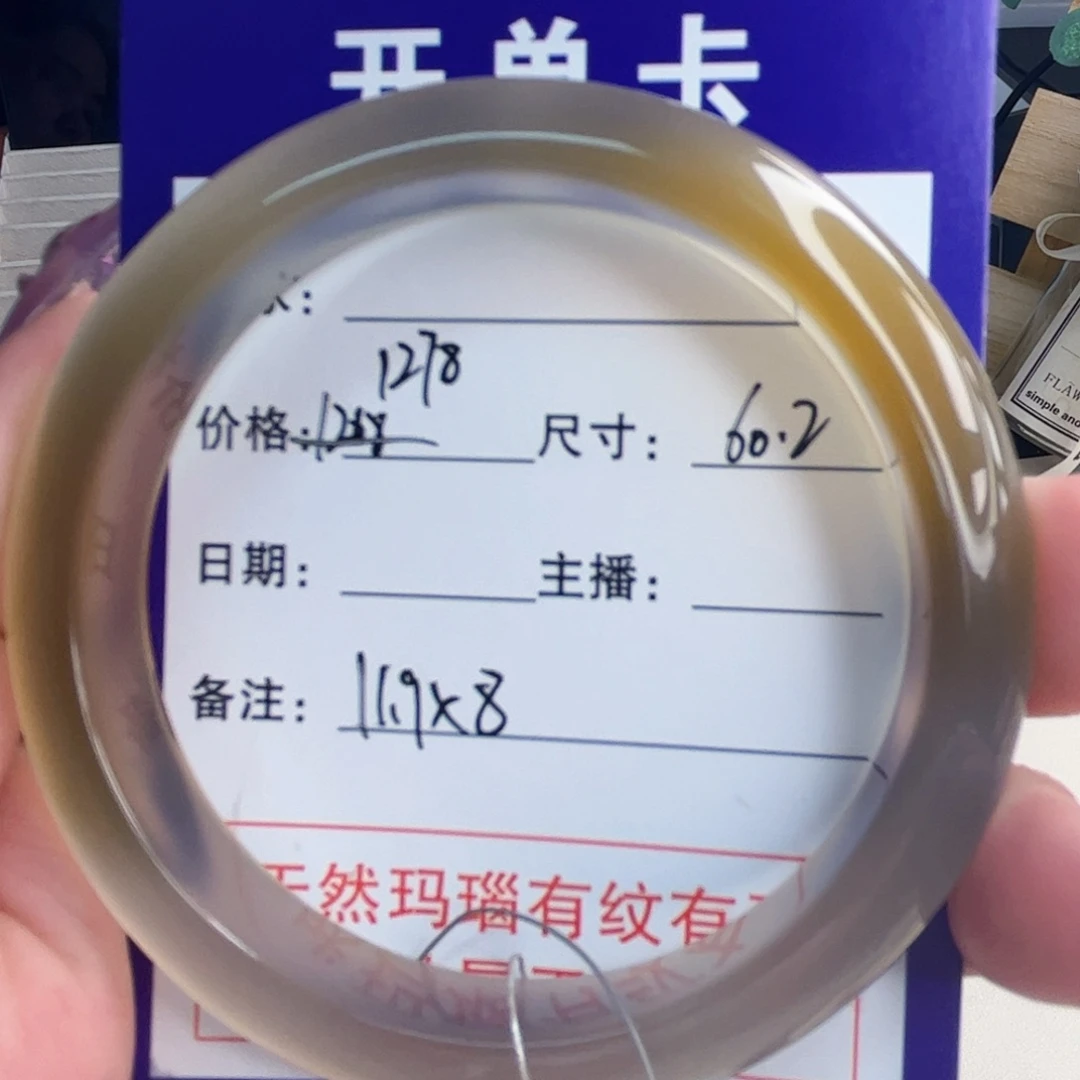 开单卡
1278
价格: 尺寸: 60.2
日期: 主播:
备注: 11.9x8
天然玛瑙有纹有
FLAW
simple and